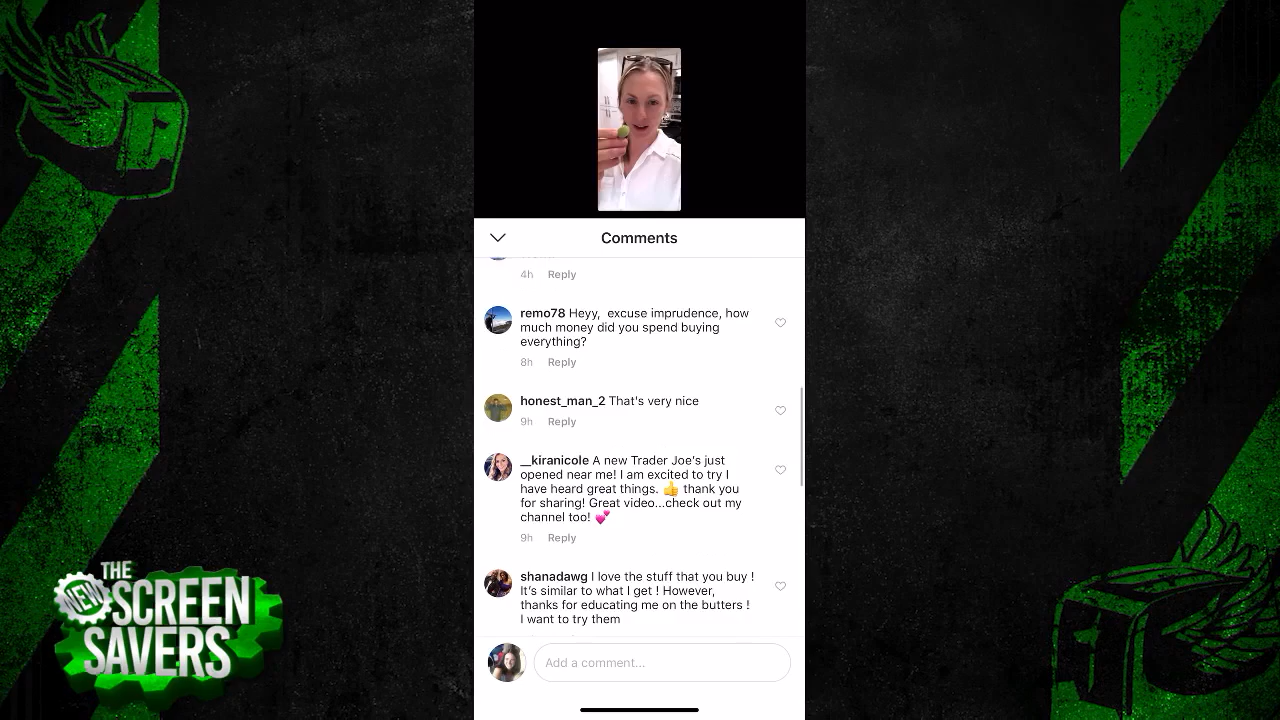 Comments
4h Reply
remo78 Heyy, excuse imprudence, how
much money did you spend buying
everything?
8h Reply
honest_man_2 That's very nice
9h Reply
__kiranicole A new Trader Joe's just
opened near me! I am excited to try I
have heard great things. 👍 thank you
for sharing! Great video...check out my
channel too! 💕
9h Reply
shanadawg I love the stuff that you buy !
It's similar to what I get ! However,
thanks for educating me on the butters !
I want to try them
Add a comment...
THE
NEW SCREEN
SAVERS